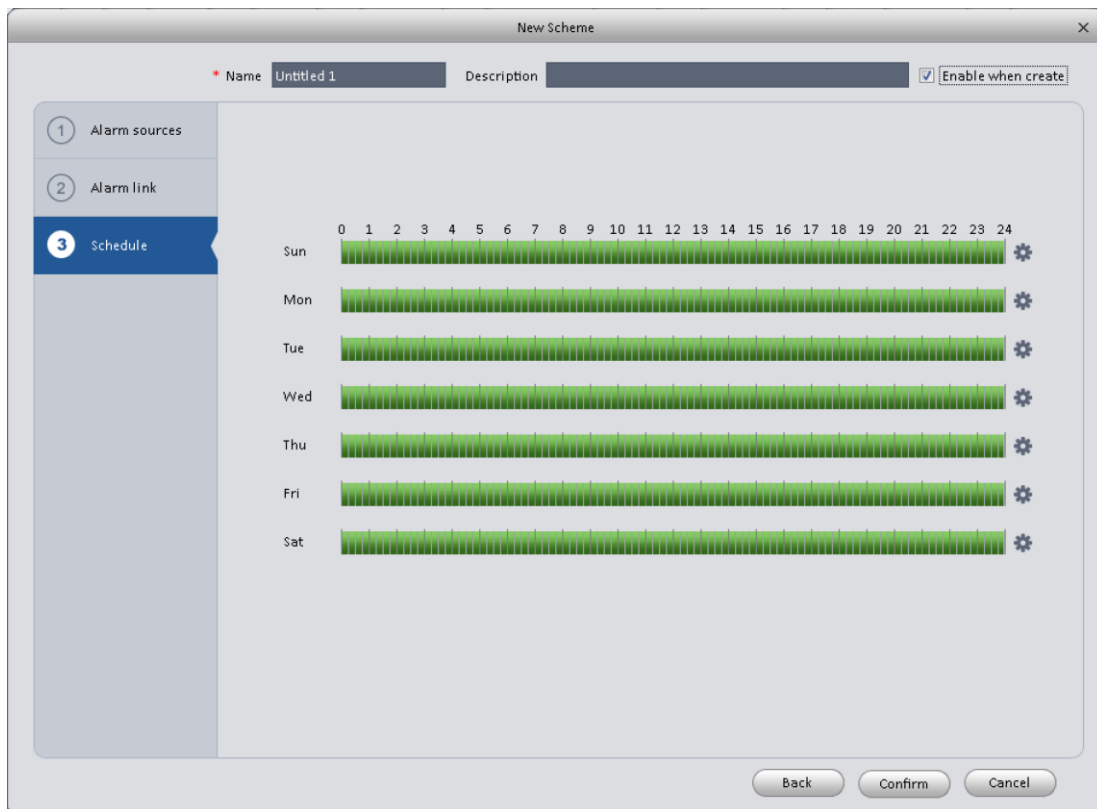 New Scheme
* Name Untitled 1 Description Enable when create
1 Alarm sources
2 Alarm link
3 Schedule
0 1 2 3 4 5 6 7 8 9 10 11 12 13 14 15 16 17 18 19 20 21 22 23 24
Sun
Mon
Tue
Wed
Thu
Fri
Sat
Back Confirm Cancel